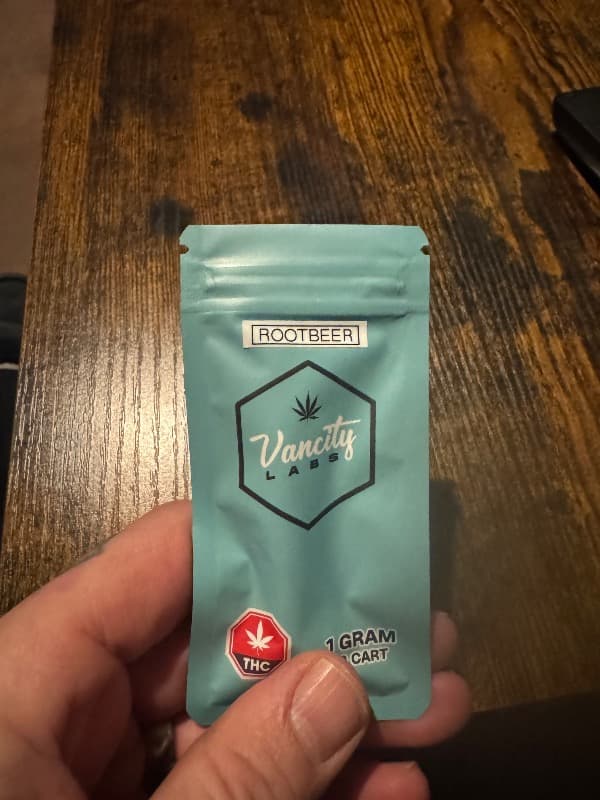 ROOTBEER
Vancity
LABS
THC
1 GRAM
CART